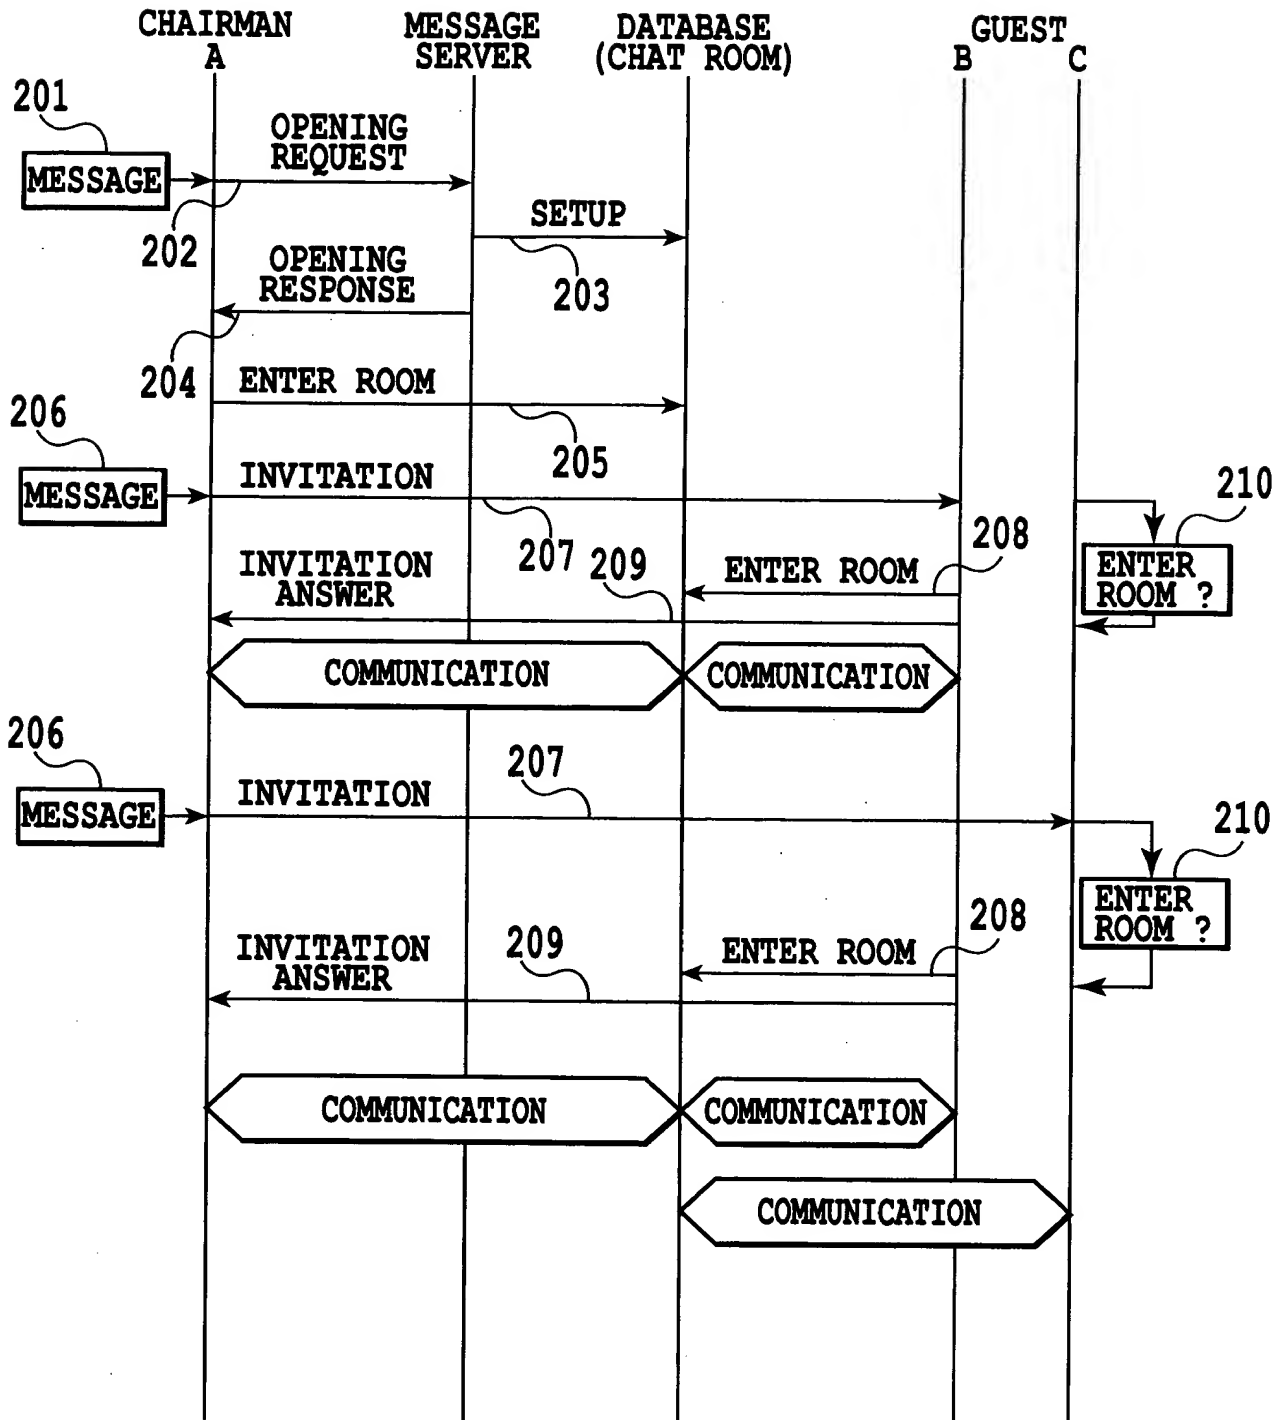 CHAIRMAN
A
MESSAGE
SERVER
DATABASE
(CHAT ROOM)
GUEST
B
C
201
MESSAGE
OPENING
REQUEST
202
SETUP
203
OPENING
RESPONSE
204
ENTER ROOM
205
206
MESSAGE
INVITATION
207
210
ENTER
ROOM ?
208
ENTER ROOM
209
INVITATION
ANSWER
COMMUNICATION
COMMUNICATION
206
MESSAGE
INVITATION
207
210
ENTER
ROOM ?
208
ENTER ROOM
209
INVITATION
ANSWER
COMMUNICATION
COMMUNICATION
COMMUNICATION